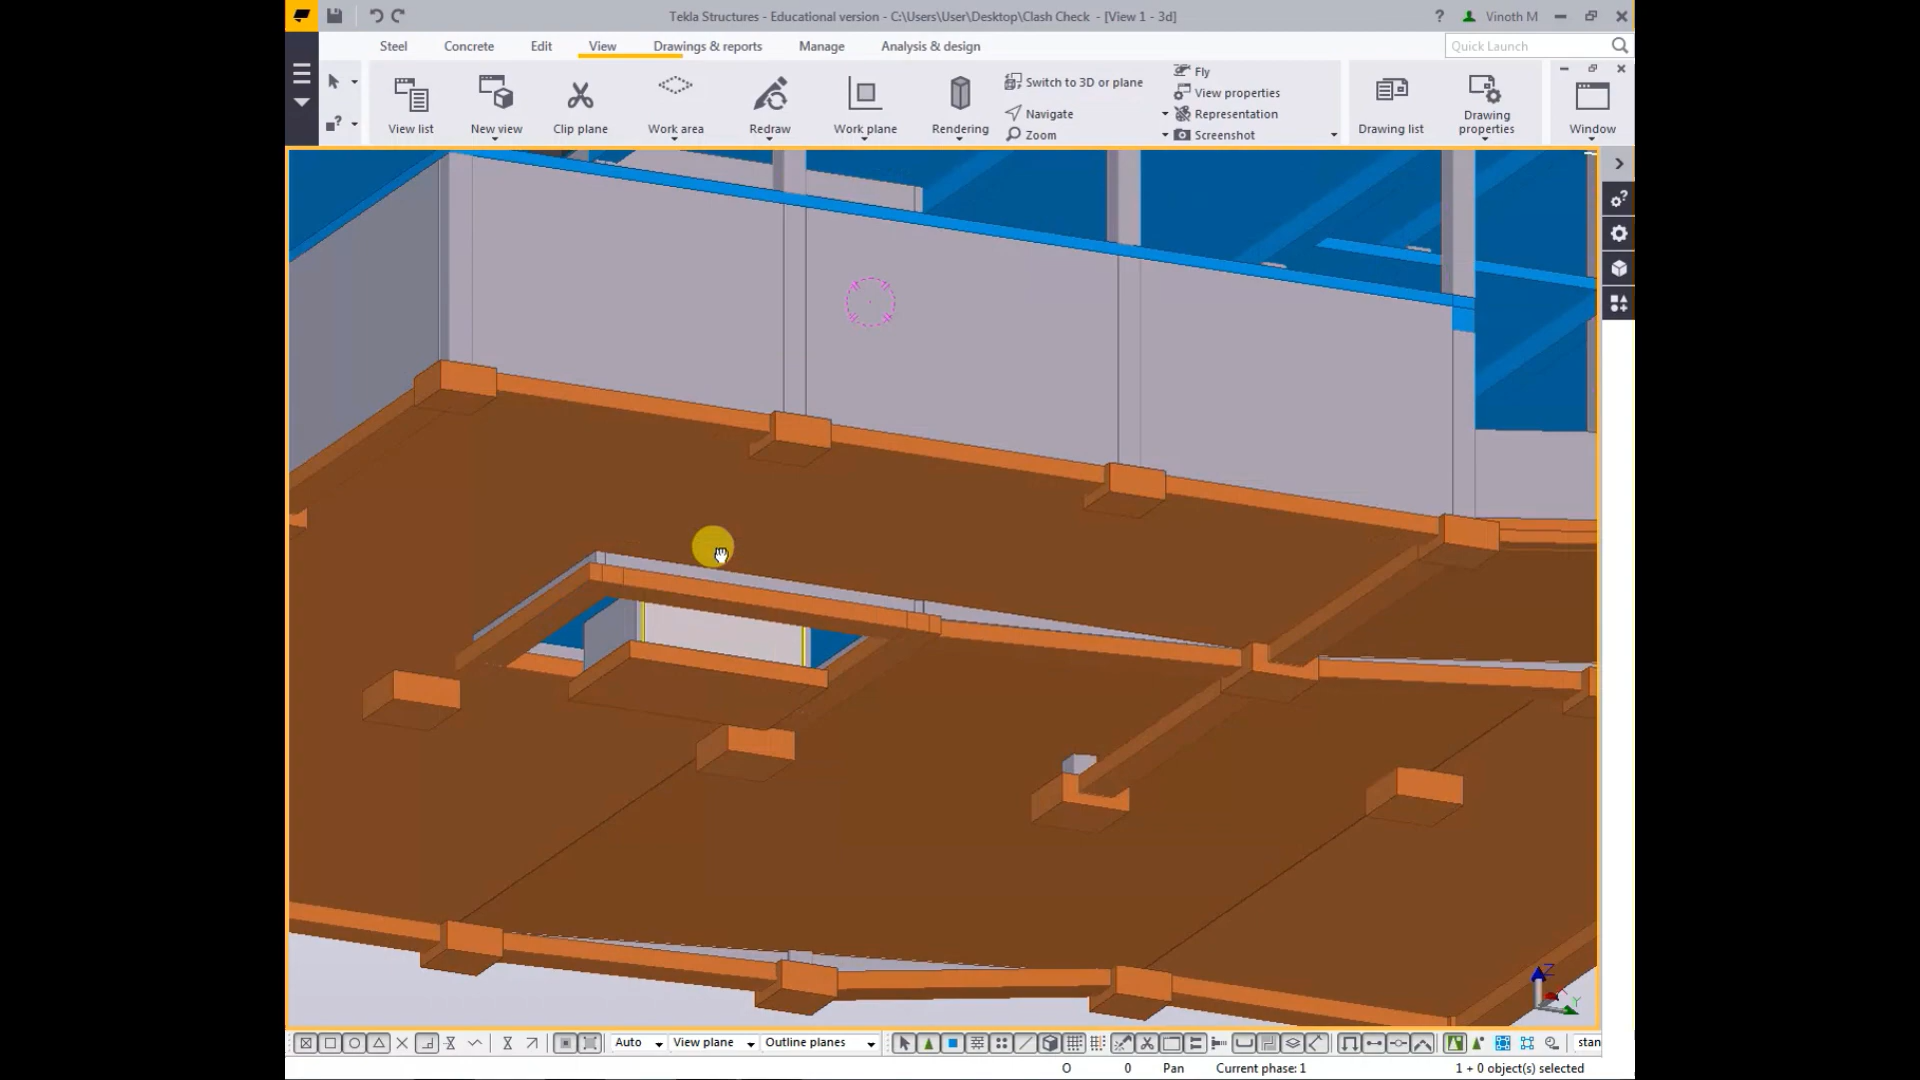 Tekla Structures - Educational version - C:\Users\User\Desktop\Clash Check - [View 1 - 3d]
? Vinoth M
Steel Concrete Edit View Drawings & reports Manage Analysis & design
Quick Launch
View list
New view
Clip plane
Work area
Redraw
Work plane
Rendering
Switch to 3D or plane
Navigate
Zoom
Fly
View properties
Representation
Screenshot
Drawing list
Drawing properties
Window
Z
Y
Auto View plane Outline planes stan
O 0 Pan Current phase: 1 1 + 0 object(s) selected